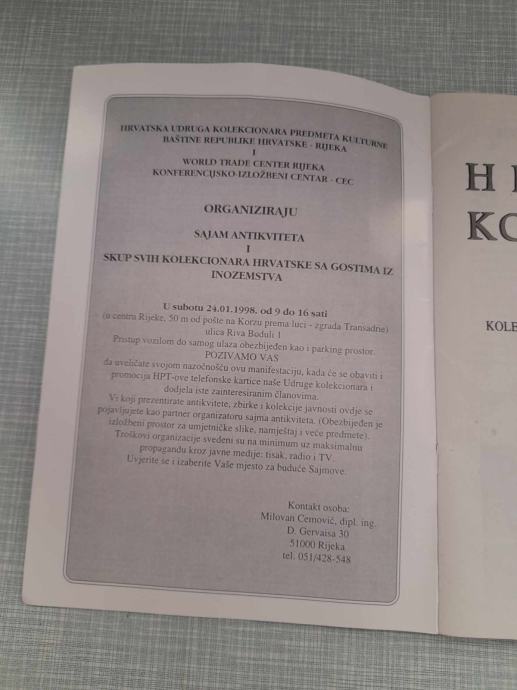 HRVATSKA UDRUGA KOLEKCIONARA PREDMETA KULTURNE
BAŠTINE REPUBLIKE HRVATSKE - RIJEKA
I
WORLD TRADE CENTER RIJEKA
KONFERENCIJSKO-IZLOŽBENI CENTAR - CEC
ORGANIZIRAJU
SAJAM ANTIKVITETA
I
SKUP SVIH KOLEKCIONARA HRVATSKE SA GOSTIMA IZ
INOZEMSTVA
U subotu 24.01.1998. od 9 do 16 sati
(u centru Rijeke, 50 m od pošte na Korzu prema luci - zgrada Transadrie)
ulica Riva Boduli 1
Pristup vozilom do samog ulaza obezbijeđen kao i parking prostor.
POZIVAMO VAS
da uveličate svojom nazočnošću ovu manifestaciju, kada će se obaviti i
promocija HPT-ove telefonske kartice naše Udruge kolekcionara i
dodjela iste zainteresiranim članovima.
Vi koji prezentirate antikvitete, zbirke i kolekcije javnosti ovdje se
pojavljujete kao partner organizatoru sajma antikviteta. (Obezbijeđen je
izložbeni prostor za umjetničke slike, namještaj i veće predmete).
Troškovi organizacije svedeni su na minimum uz maksimalnu
propagandu kroz javne medije: tisak, radio i TV.
Uvjerite se i izaberite Vaše mjesto za buduće Sajmove.
Kontakt osoba:
Milovan Cemović, dipl. ing.
D. Gervaisa 30
51000 Rijeka
tel. 051/428-548
H
KO
KOLE